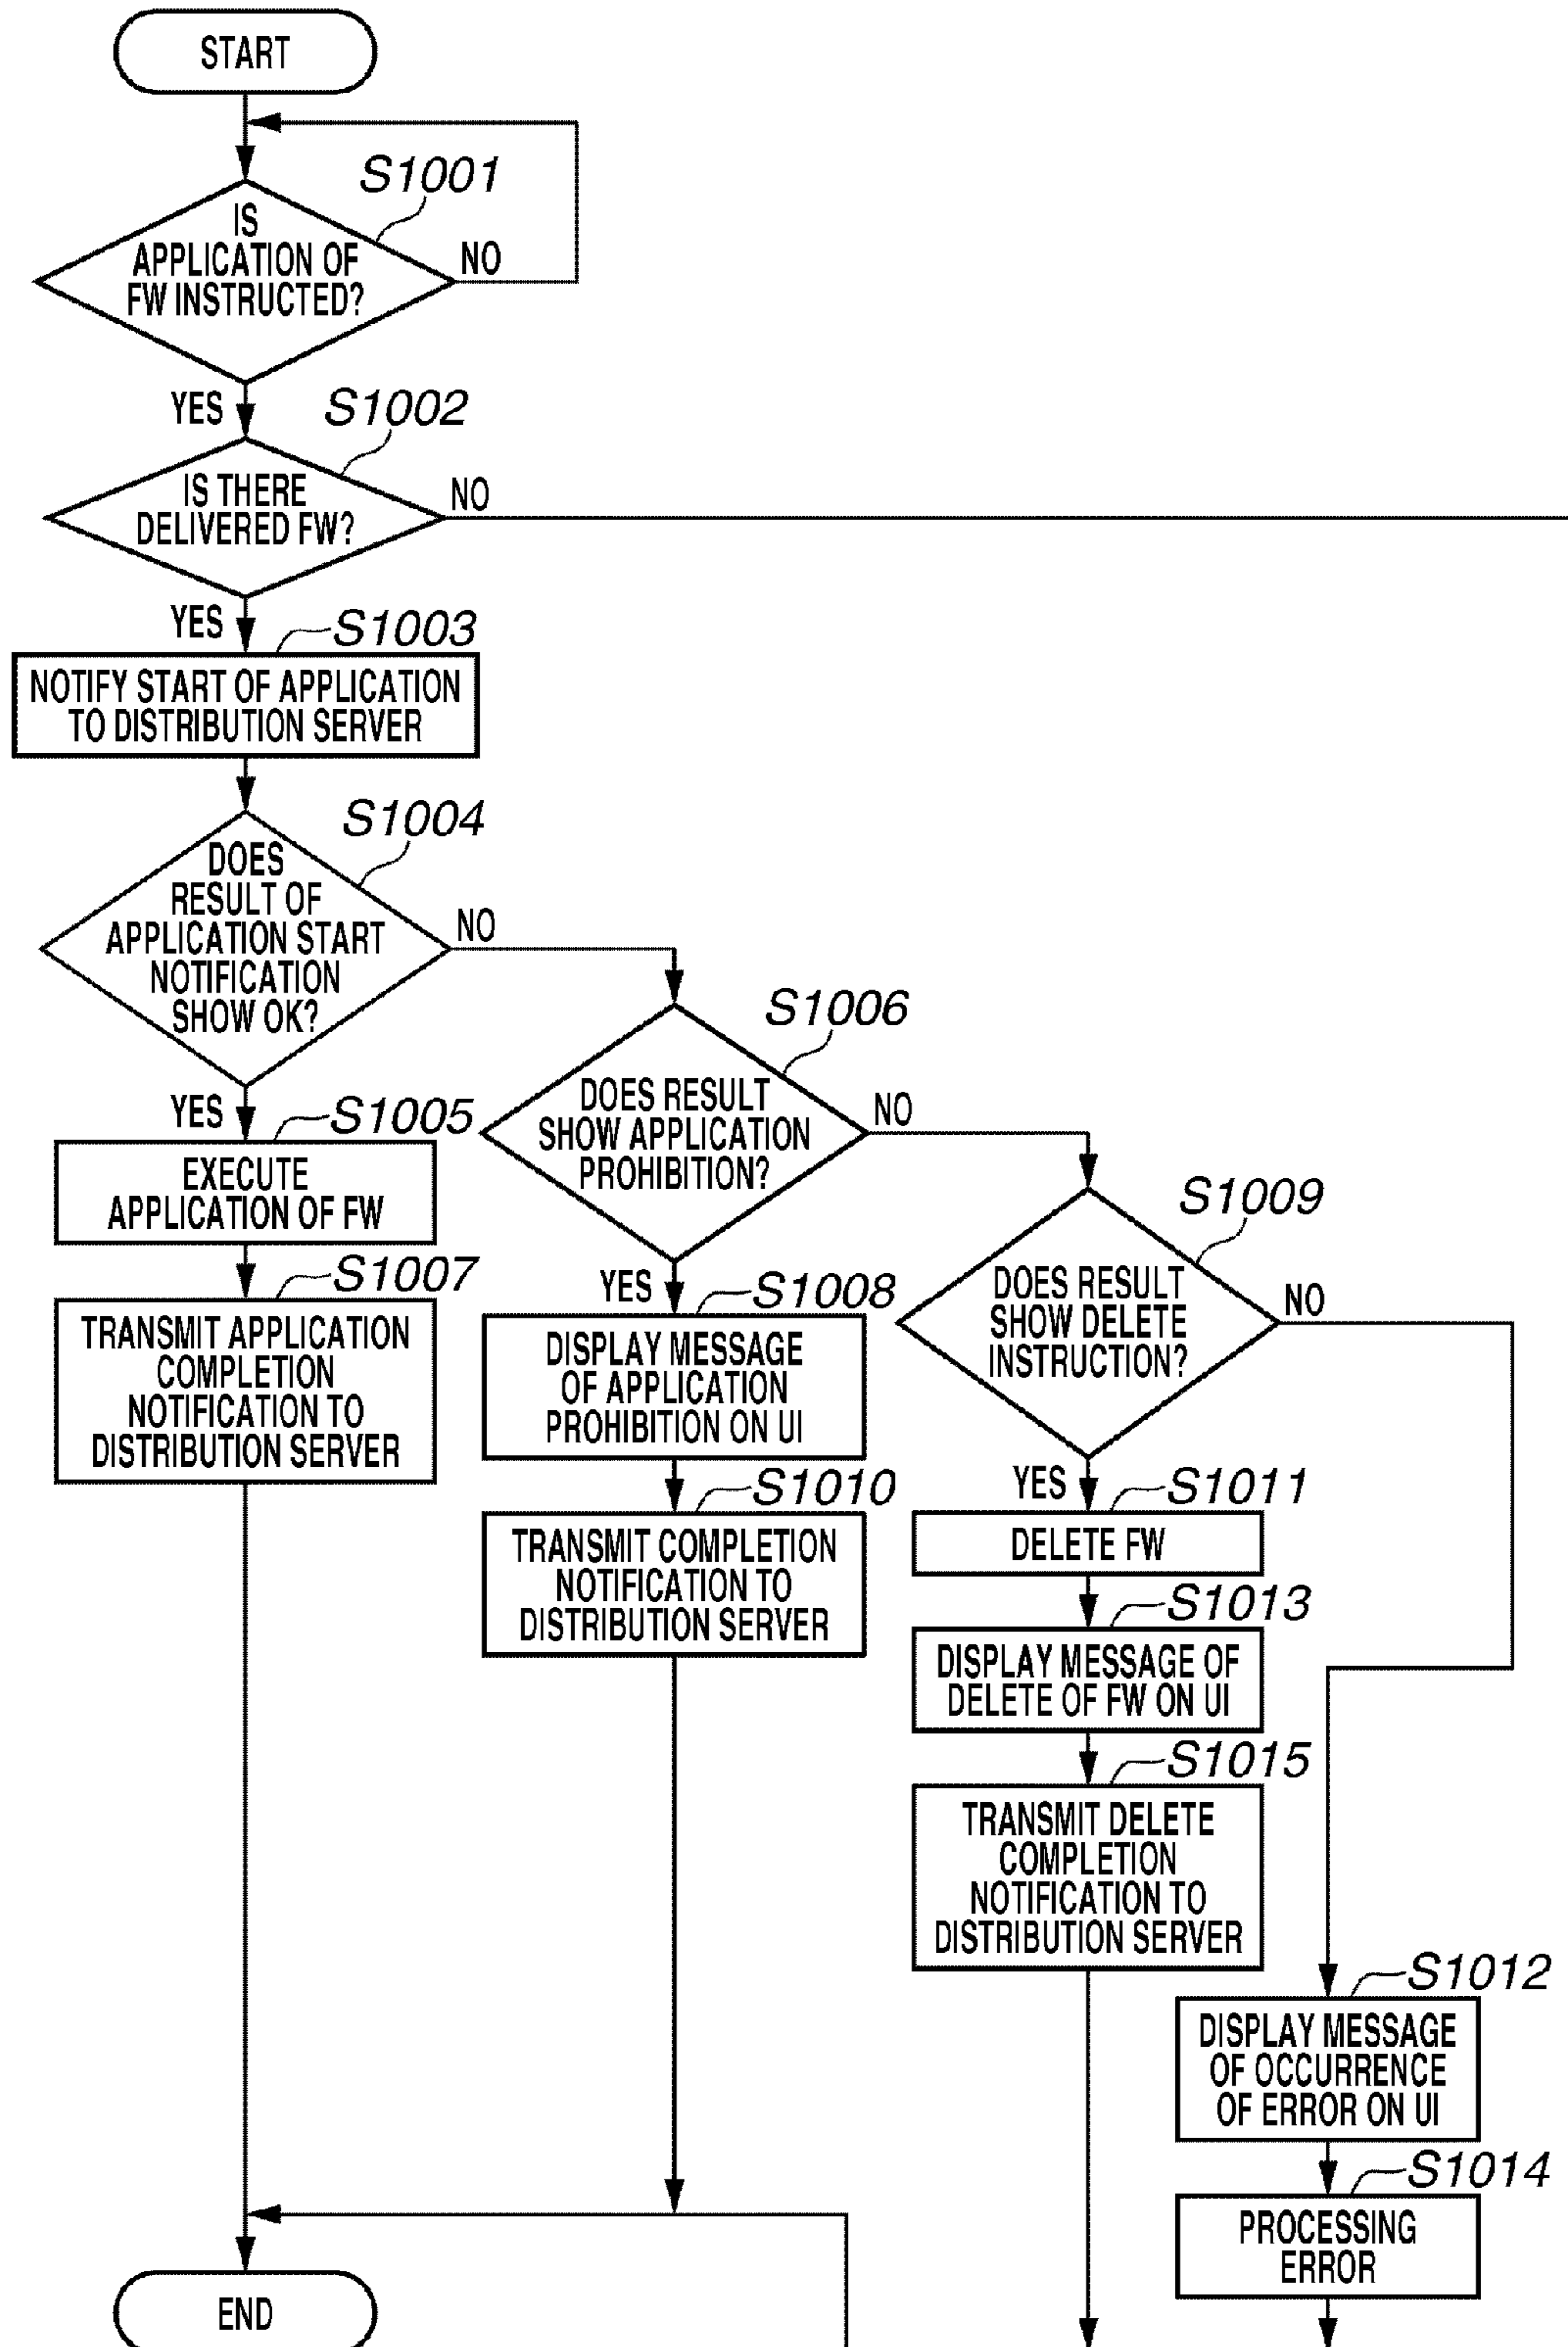 START
S1001
IS
APPLICATION OF
FW INSTRUCTED?
NO
YES
S1002
IS THERE
DELIVERED FW?
NO
YES
S1003
NOTIFY START OF APPLICATION
TO DISTRIBUTION SERVER
S1004
DOES
RESULT OF
APPLICATION START
NOTIFICATION
SHOW OK?
NO
YES
S1005
EXECUTE
APPLICATION OF FW
S1007
TRANSMIT APPLICATION
COMPLETION
NOTIFICATION TO
DISTRIBUTION SERVER
S1006
DOES RESULT
SHOW APPLICATION
PROHIBITION?
NO
YES
S1008
DISPLAY MESSAGE
OF APPLICATION
PROHIBITION ON UI
S1010
TRANSMIT COMPLETION
NOTIFICATION TO
DISTRIBUTION SERVER
S1009
DOES RESULT
SHOW DELETE
INSTRUCTION?
NO
YES
S1011
DELETE FW
S1013
DISPLAY MESSAGE OF
DELETE OF FW ON UI
S1015
TRANSMIT DELETE
COMPLETION
NOTIFICATION TO
DISTRIBUTION SERVER
S1012
DISPLAY MESSAGE
OF OCCURRENCE
OF ERROR ON UI
S1014
PROCESSING
ERROR
END